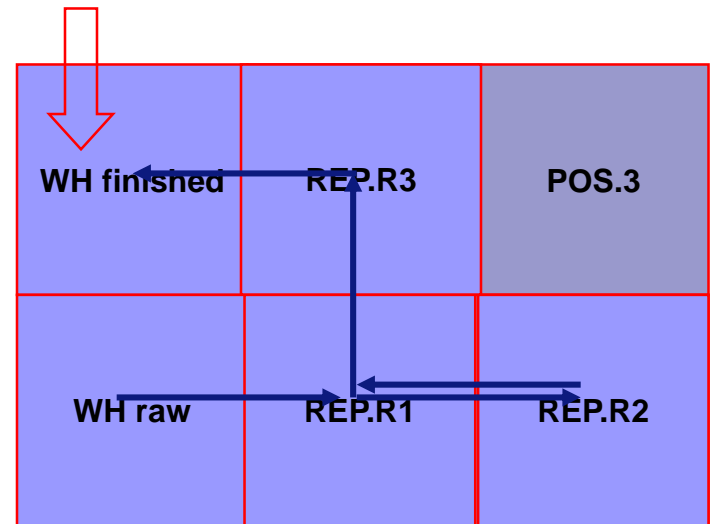 WH finished
REP.R3
POS.3
WH raw
REP.R1
REP.R2